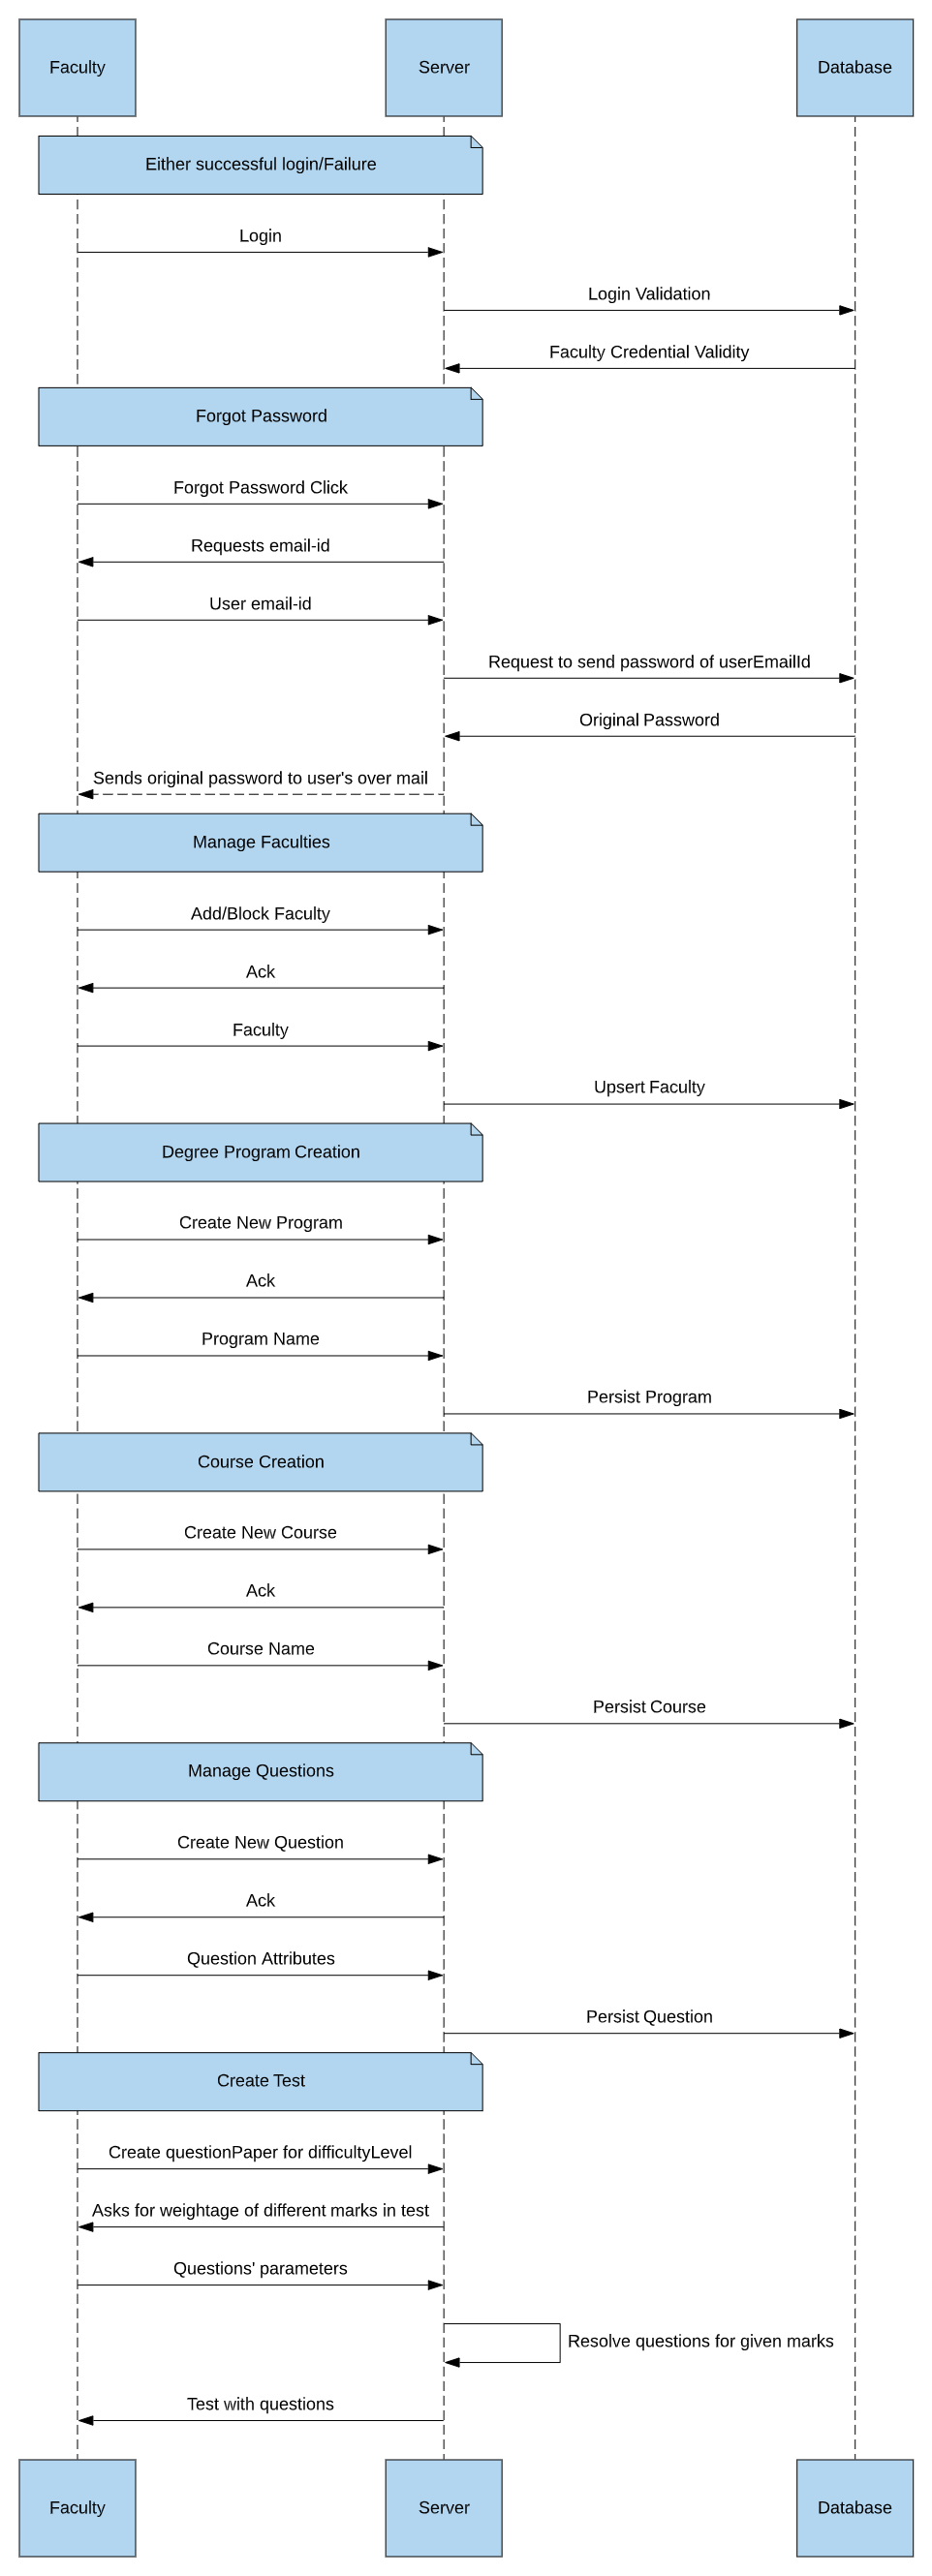 Faculty
Server
Database
Either successful login/Failure
Login
Login Validation
Faculty Credential Validity
Forgot Password
Forgot Password Click
Requests email-id
User email-id
Request to send password of userEmailId
Original Password
Sends original password to user's over mail
Manage Faculties
Add/Block Faculty
Ack
Faculty
Upsert Faculty
Degree Program Creation
Create New Program
Ack
Program Name
Persist Program
Course Creation
Create New Course
Ack
Course Name
Persist Course
Manage Questions
Create New Question
Ack
Question Attributes
Persist Question
Create Test
Create questionPaper for difficultyLevel
Asks for weightage of different marks in test
Questions' parameters
Resolve questions for given marks
Test with questions
Faculty
Server
Database